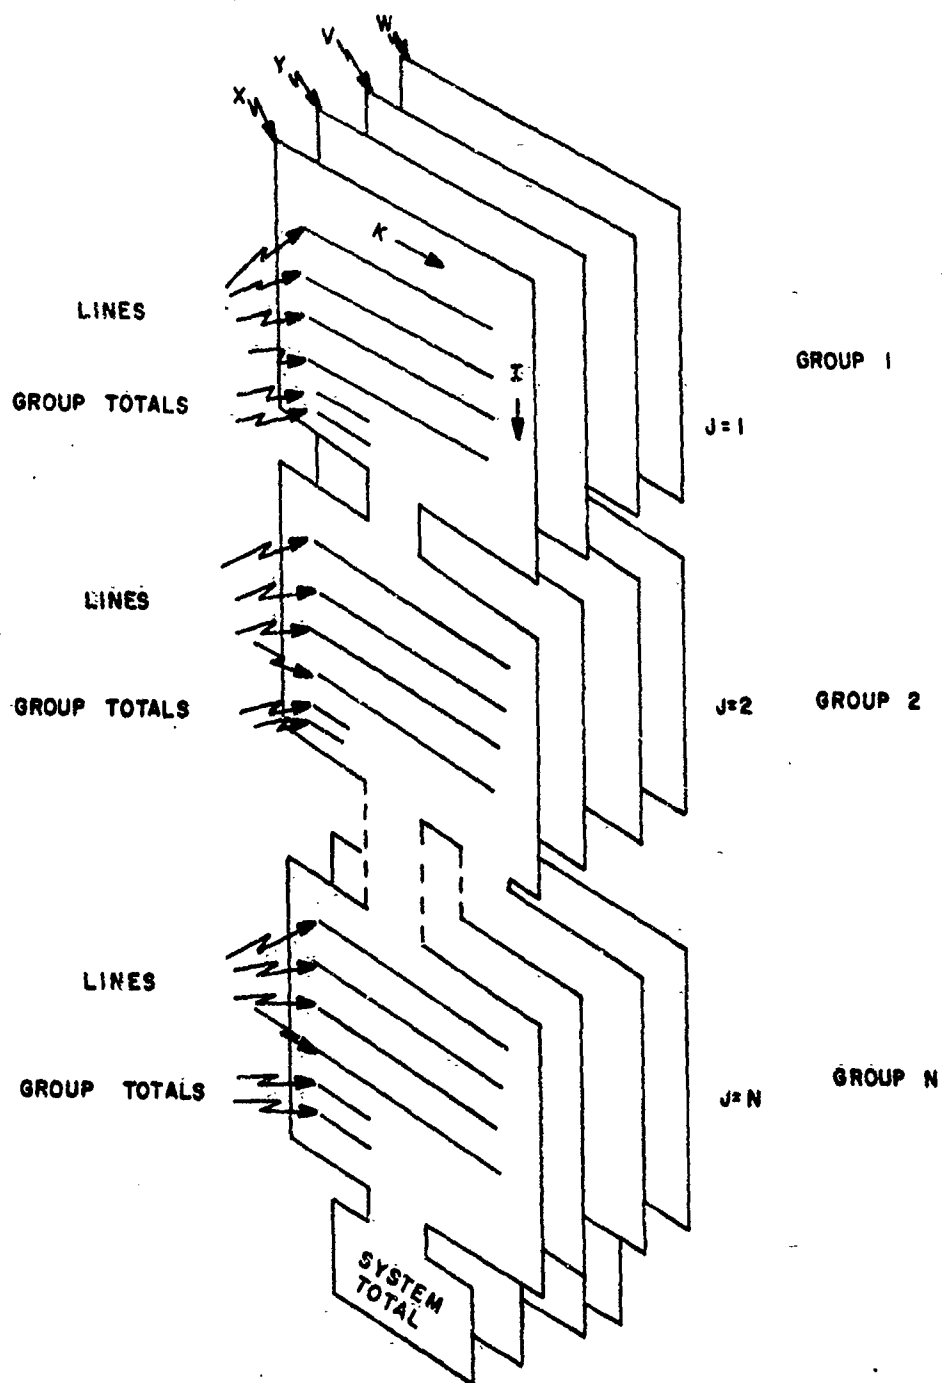 W
V
Y
X
K
LINES
I
GROUP 1
GROUP TOTALS
J=1
LINES
GROUP TOTALS
J=2
GROUP 2
LINES
GROUP TOTALS
J=N
GROUP N
SYSTEM
TOTAL